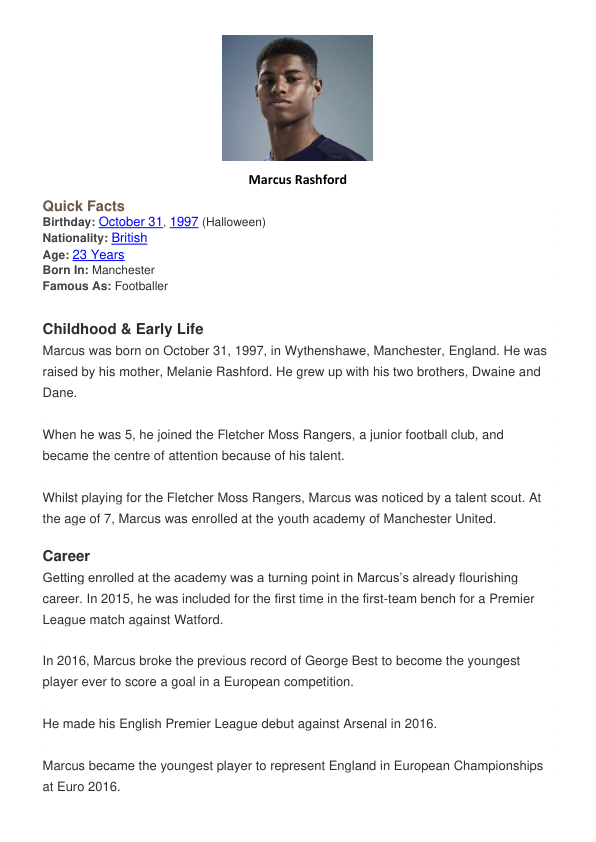 Marcus Rashford
Quick Facts
Birthday: October 31, 1997 (Halloween)
Nationality: British
Age: 23 Years
Born In: Manchester
Famous As: Footballer
Childhood & Early Life
Marcus was born on October 31, 1997, in Wythenshawe, Manchester, England. He was
raised by his mother, Melanie Rashford. He grew up with his two brothers, Dwaine and
Dane.
When he was 5, he joined the Fletcher Moss Rangers, a junior football club, and
became the centre of attention because of his talent.
Whilst playing for the Fletcher Moss Rangers, Marcus was noticed by a talent scout. At
the age of 7, Marcus was enrolled at the youth academy of Manchester United.
Career
Getting enrolled at the academy was a turning point in Marcus’s already flourishing
career. In 2015, he was included for the first time in the first-team bench for a Premier
League match against Watford.
In 2016, Marcus broke the previous record of George Best to become the youngest
player ever to score a goal in a European competition.
He made his English Premier League debut against Arsenal in 2016.
Marcus became the youngest player to represent England in European Championships
at Euro 2016.